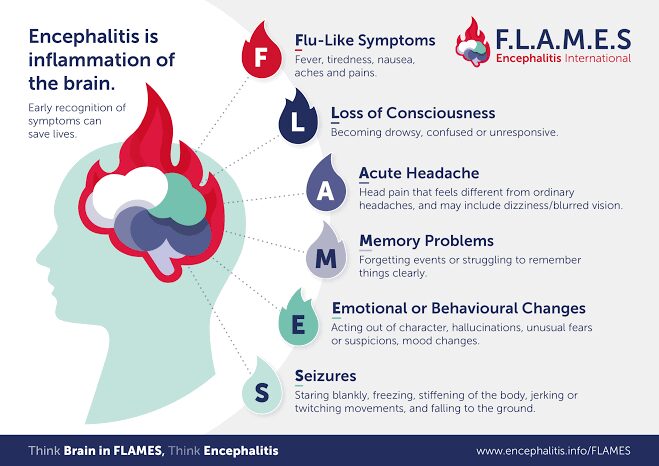 Encephalitis is
inflammation of
the brain.
Early recognition of
symptoms can
save lives.
F.L.A.M.E.S
Encephalitis International
F
Flu-Like Symptoms
Fever, tiredness, nausea,
aches and pains.
L
Loss of Consciousness
Becoming drowsy, confused or unresponsive.
A
Acute Headache
Head pain that feels different from ordinary
headaches, and may include dizziness/blurred vision.
M
Memory Problems
Forgetting events or struggling to remember
things clearly.
E
Emotional or Behavioural Changes
Acting out of character, hallucinations, unusual fears
or suspicions, mood changes.
S
Seizures
Staring blankly, freezing, stiffening of the body, jerking or
twitching movements, and falling to the ground.
Think Brain in FLAMES, Think Encephalitis
www.encephalitis.info/FLAMES